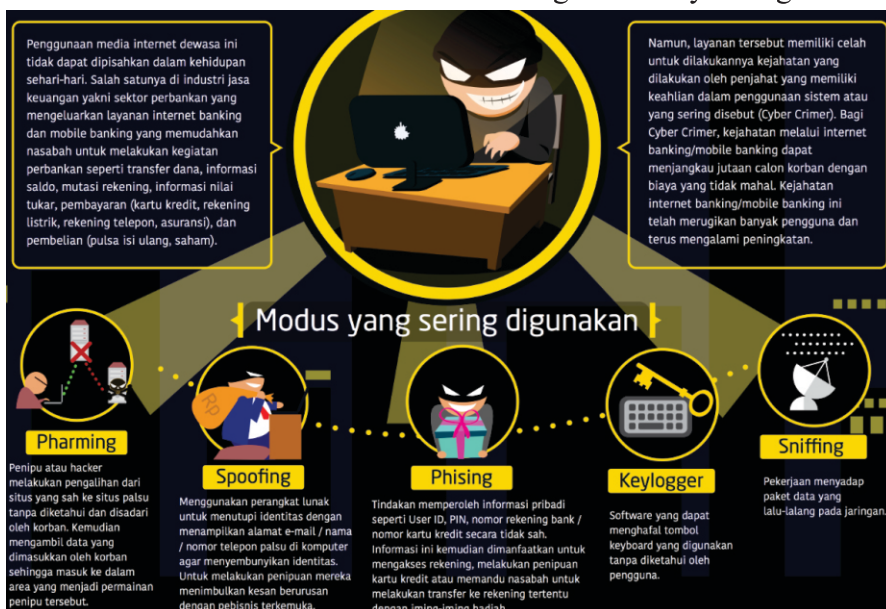 Penggunaan media internet dewasa ini
tidak dapat dipisahkan dalam kehidupan
sehari-hari. Salah satunya di industri jasa
keuangan yakni sektor perbankan yang
mengeluarkan layanan internet banking
dan mobile banking yang memudahkan
nasabah untuk melakukan kegiatan
perbankan seperti transfer dana, informasi
saldo, mutasi rekening, informasi nilai
tukar, pembayaran (kartu kredit, rekening
listrik, rekening telepon, asuransi), dan
pembelian (pulsa isi ulang, saham).
Namun, layanan tersebut memiliki celah
untuk dilakukannya kejahatan yang
dilakukan oleh penjahat yang memiliki
keahlian dalam penggunaan sistem atau
yang sering disebut (Cyber Crimer). Bagi
Cyber Crimer, kejahatan melalui internet
banking/mobile banking dapat
menjangkau jutaan calon korban dengan
biaya yang tidak mahal. Kejahatan
internet banking/mobile banking ini
telah merugikan banyak pengguna dan
terus mengalami peningkatan.
Modus yang sering digunakan
RP
Pharming
Penipu atau hacker
melakukan pengalihan dari
situs yang sah ke situs palsu
tanpa diketahui dan disadari
oleh korban. Kemudian
mengambil data yang
dimasukkan oleh korban
sehingga masuk ke dalam
area yang menjadi permainan
penipu tersebut.
Spoofing
Menggunakan perangkat lunak
untuk menutupi identitas dengan
menampilkan alamat e-mail / nama
/ nomor telepon palsu di komputer
agar menyembunyikan identitas.
Untuk melakukan penipuan mereka
menimbulkan kesan berurusan
dengan pebisnis terkemuka.
Phising
Tindakan memperoleh informasi pribadi
seperti User ID, PIN, nomor rekening bank /
nomor kartu kredit secara tidak sah.
Informasi ini kemudian dimanfaatkan untuk
mengakses rekening, melakukan penipuan
kartu kredit atau memandu nasabah untuk
melakukan transfer ke rekening tertentu
dengan iming-iming hadiah.
Keylogger
Software yang dapat
menghafal tombol
keyboard yang digunakan
tanpa diketahui oleh
pengguna.
Sniffing
Pekerjaan menyadap
paket data yang
lalu-lalang pada jaringan.